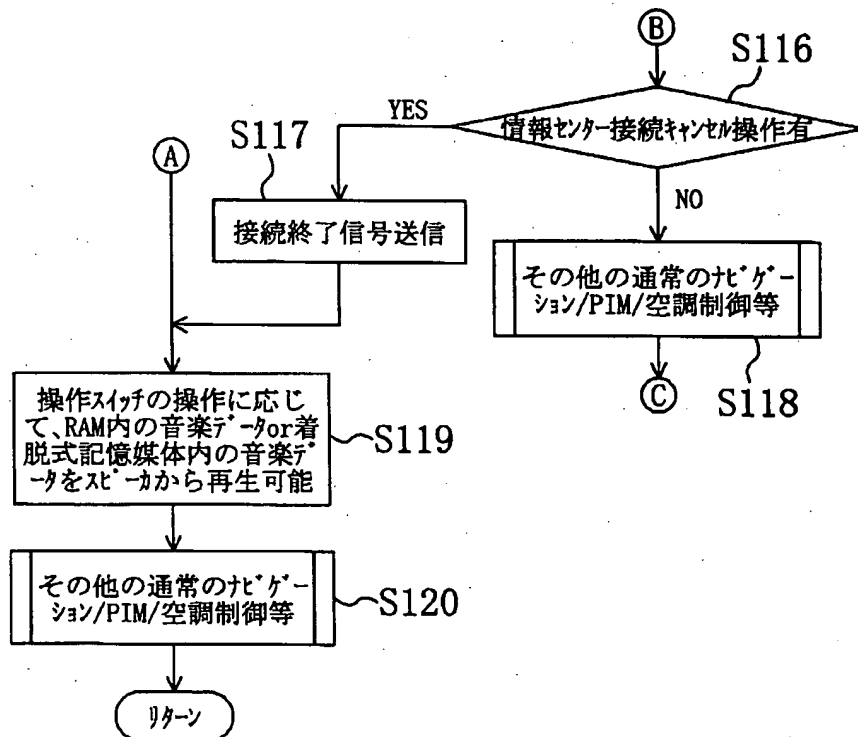 Ⓑ
S116
YES
情報センター接続キャンセル操作有
NO
Ⓐ
S117
接続終了信号送信
その他の通常のナビゲー
ション/PIM/空調制御等
Ⓒ
S118
操作スイッチの操作に応じ
て、RAM内の音楽データor着
脱式記憶媒体内の音楽デ
ータをスピーカから再生可能
S119
その他の通常のナビゲー
ション/PIM/空調制御等
S120
リターン